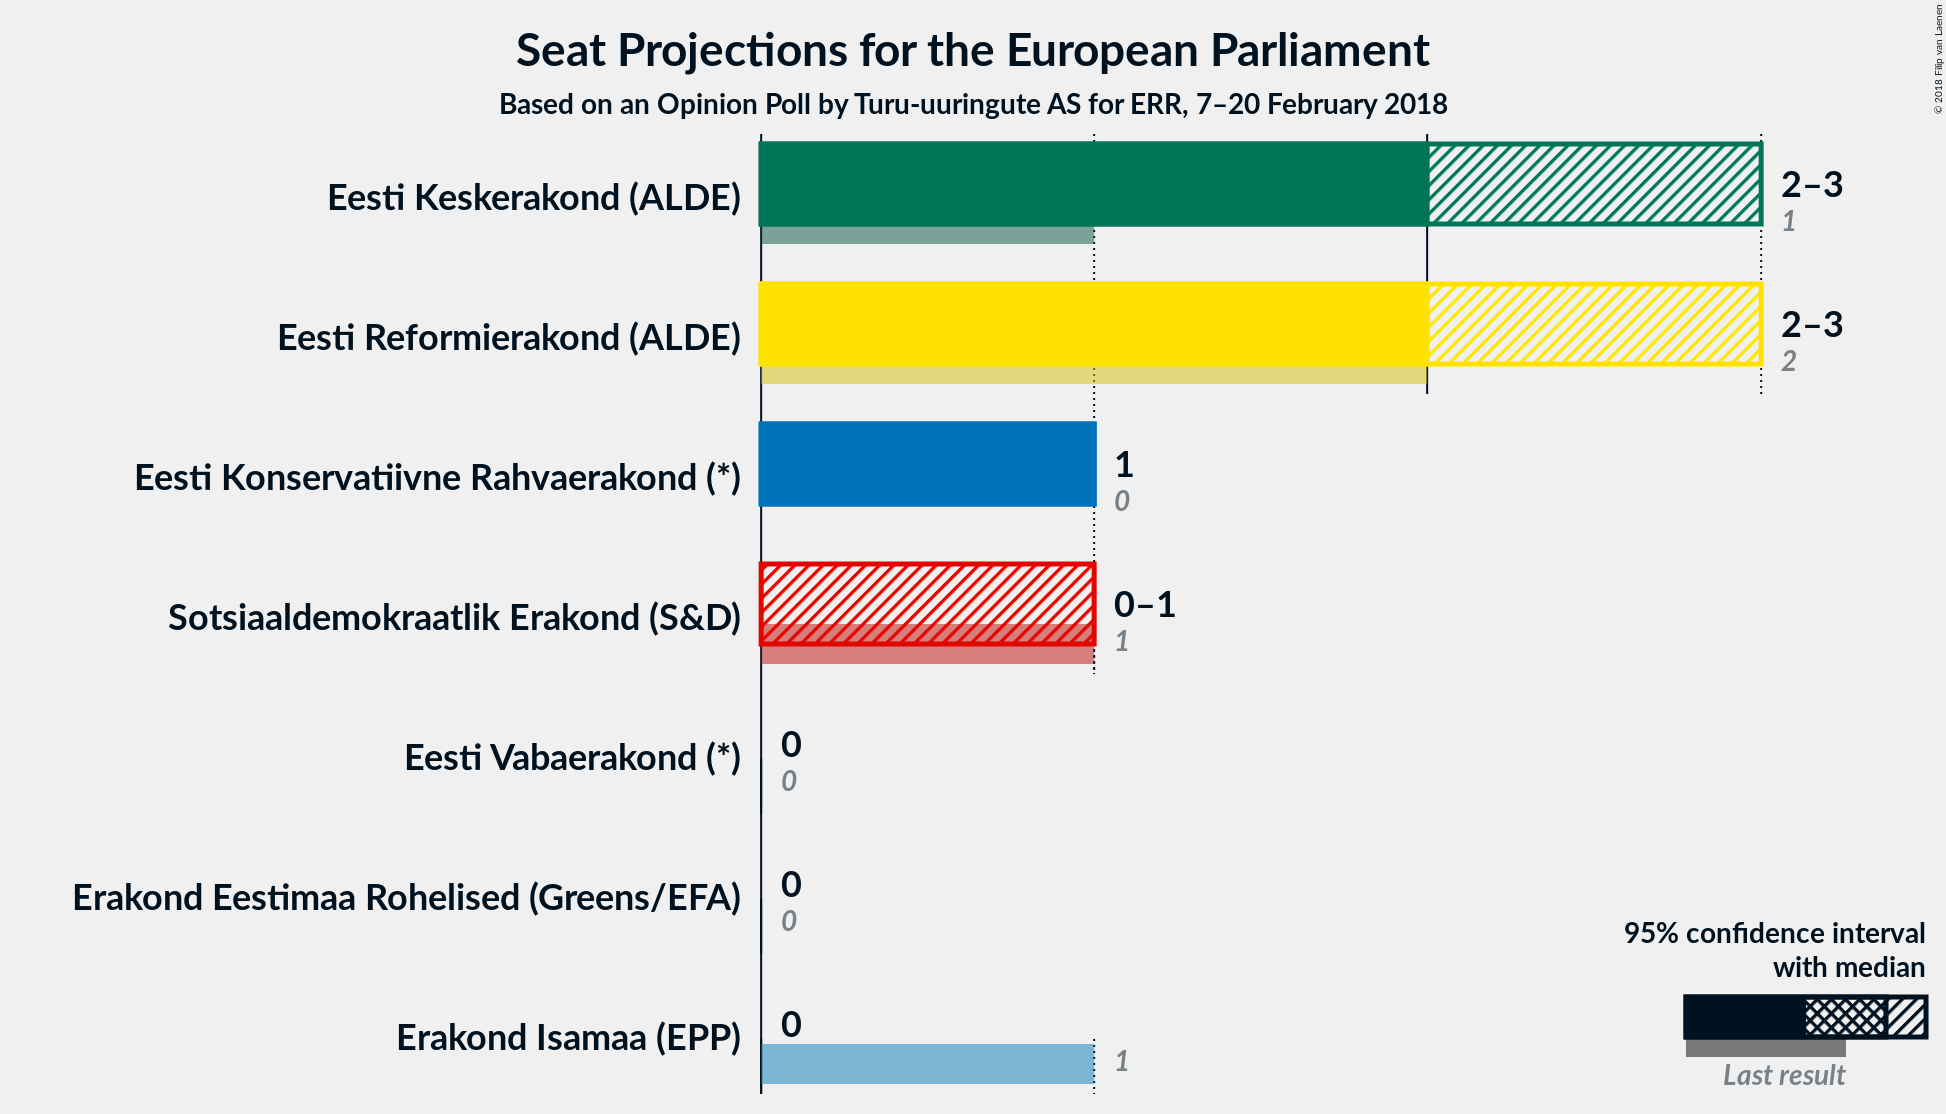 Seat Projections for the European Parliament
Based on an Opinion Poll by Turu-uuringute AS for ERR, 7–20 February 2018
© 2018 Filip van Laenen
Eesti Keskerakond (ALDE)
2–3
1
Eesti Reformierakond (ALDE)
2–3
2
Eesti Konservatiivne Rahvaerakond (*)
1
0
Sotsiaaldemokraatlik Erakond (S&D)
0–1
1
Eesti Vabaerakond (*)
0
0
Erakond Eestimaa Rohelised (Greens/EFA)
0
0
Erakond Isamaa (EPP)
0
1
95% confidence interval
with median
Last result